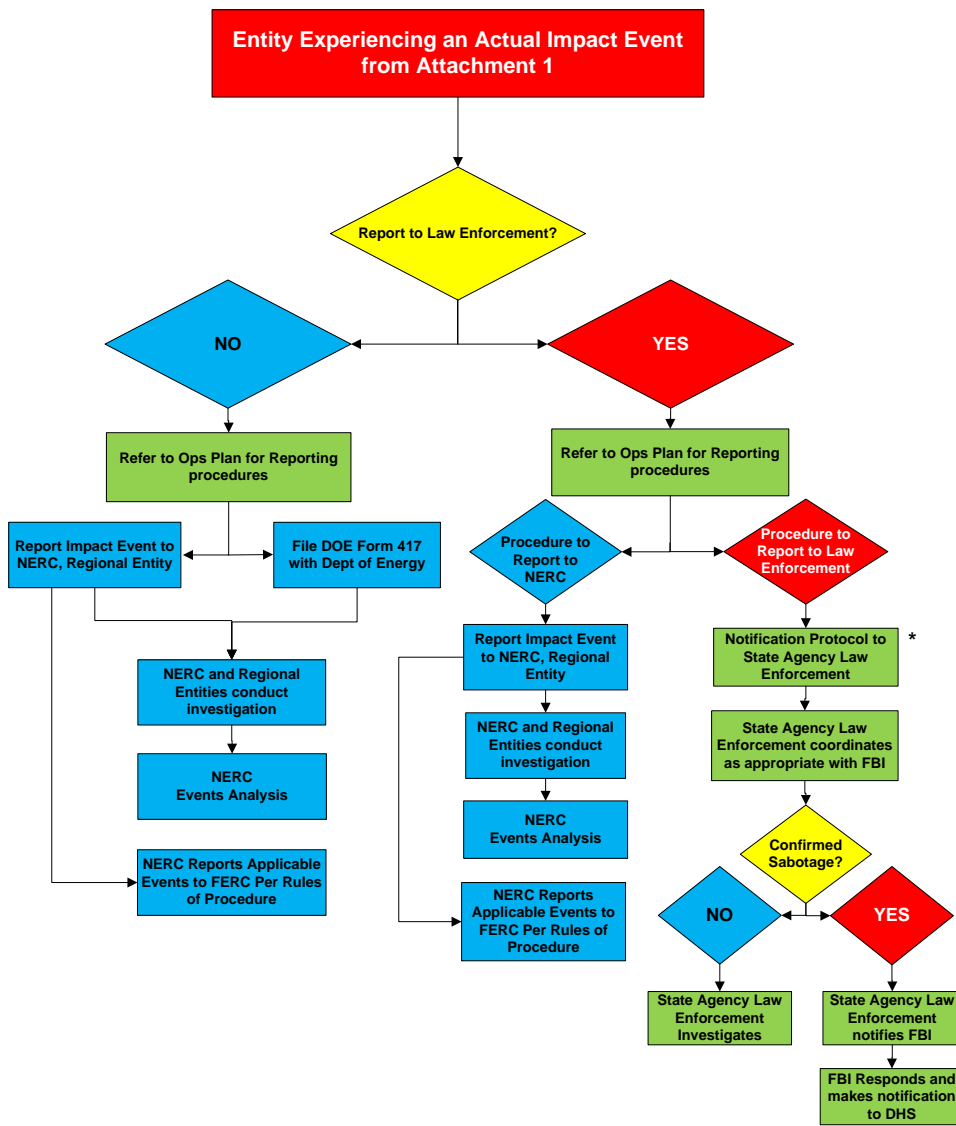 Entity Experiencing an Actual Impact Event
from Attachment 1
Report to Law Enforcement?
NO
YES
Refer to Ops Plan for Reporting
procedures
Refer to Ops Plan for Reporting
procedures
Report Impact Event to
NERC, Regional Entity
File DOE Form 417
with Dept of Energy
Procedure to
Report to
NERC
Procedure to
Report to Law
Enforcement
NERC and Regional
Entities conduct
investigation
Report Impact Event
to NERC, Regional
Entity
Notification Protocol to
State Agency Law
Enforcement
*
NERC
Events Analysis
NERC and Regional
Entities conduct
investigation
State Agency Law
Enforcement coordinates
as appropriate with FBI
NERC
Events Analysis
Confirmed
Sabotage?
NERC Reports Applicable
Events to FERC Per Rules
of Procedure
NERC Reports
Applicable Events to
FERC Per Rules of
Procedure
NO
YES
State Agency Law
Enforcement
Investigates
State Agency Law
Enforcement
notifies FBI
FBI Responds and
makes notification
to DHS